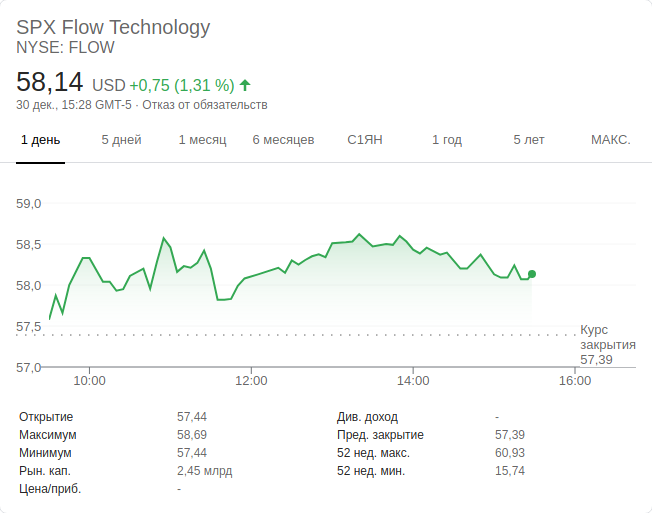 SPX Flow Technology
NYSE: FLOW
58,14 USD +0,75 (1,31 %)
30 дек., 15:28 GMT-5 · Отказ от обязательств
1 день 5 дней 1 месяц 6 месяцев С1ЯН 1 год 5 лет МАКС.
59,0
58,5
58,0
57,5
Курс
закрытия
57,39
57,0
10:00 12:00 14:00 16:00
Открытие 57,44 Див. доход -
Максимум 58,69 Пред. закрытие 57,39
Минимум 57,44 52 нед. макс. 60,93
Рын. кап. 2,45 млрд 52 нед. мин. 15,74
Цена/приб. -